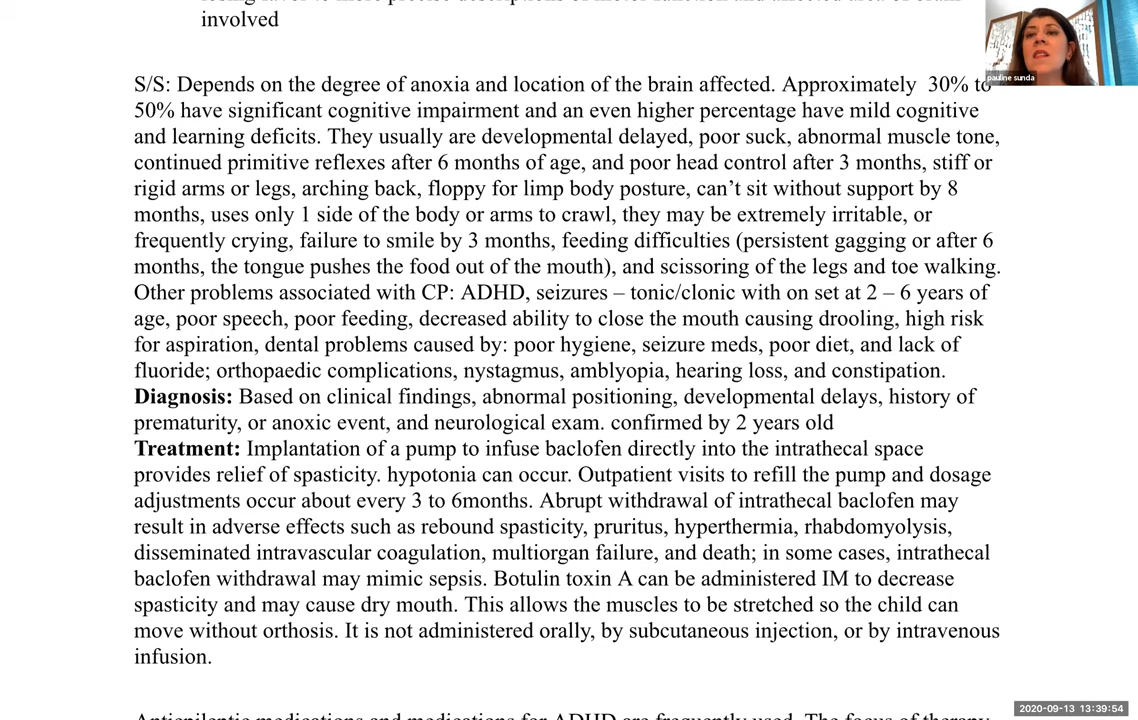 involved
S/S: Depends on the degree of anoxia and location of the brain affected. Approximately  30% to
50% have significant cognitive impairment and an even higher percentage have mild cognitive
and learning deficits. They usually are developmental delayed, poor suck, abnormal muscle tone,
continued primitive reflexes after 6 months of age, and poor head control after 3 months, stiff or
rigid arms or legs, arching back, floppy for limp body posture, can’t sit without support by 8
months, uses only 1 side of the body or arms to crawl, they may be extremely irritable, or
frequently crying, failure to smile by 3 months, feeding difficulties (persistent gagging or after 6
months, the tongue pushes the food out of the mouth), and scissoring of the legs and toe walking.
Other problems associated with CP: ADHD, seizures – tonic/clonic with on set at 2 – 6 years of
age, poor speech, poor feeding, decreased ability to close the mouth causing drooling, high risk
for aspiration, dental problems caused by: poor hygiene, seizure meds, poor diet, and lack of
fluoride; orthopaedic complications, nystagmus, amblyopia, hearing loss, and constipation.
Diagnosis: Based on clinical findings, abnormal positioning, developmental delays, history of
prematurity, or anoxic event, and neurological exam. confirmed by 2 years old
Treatment: Implantation of a pump to infuse baclofen directly into the intrathecal space
provides relief of spasticity. hypotonia can occur. Outpatient visits to refill the pump and dosage
adjustments occur about every 3 to 6months. Abrupt withdrawal of intrathecal baclofen may
result in adverse effects such as rebound spasticity, pruritus, hyperthermia, rhabdomyolysis,
disseminated intravascular coagulation, multiorgan failure, and death; in some cases, intrathecal
baclofen withdrawal may mimic sepsis. Botulin toxin A can be administered IM to decrease
spasticity and may cause dry mouth. This allows the muscles to be stretched so the child can
move without orthosis. It is not administered orally, by subcutaneous injection, or by intravenous
infusion.
Antiepileptic medications and medications for ADHD are frequently used. The focus of therapy
pauline sunda
2020-09-13 13:39:54